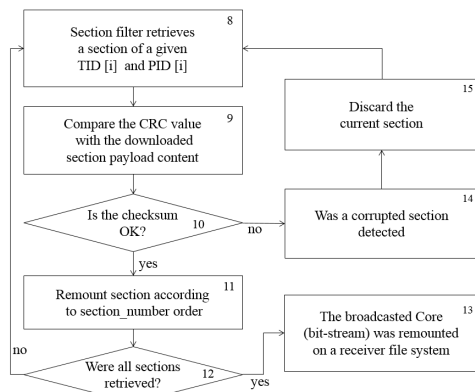 8
Section filter retrieves
a section of a given
TID [i] and PID [i]
9
Compare the CRC value
with the downloaded
section payload content
Is the checksum
OK?
10
no
yes
11
Remount section according
to section_number order
no
Were all sections
retrieved?
12
yes
13
The broadcasted Core
(bit-stream) was remounted
on a receiver file system
14
Was a corrupted section
detected
15
Discard the
current section